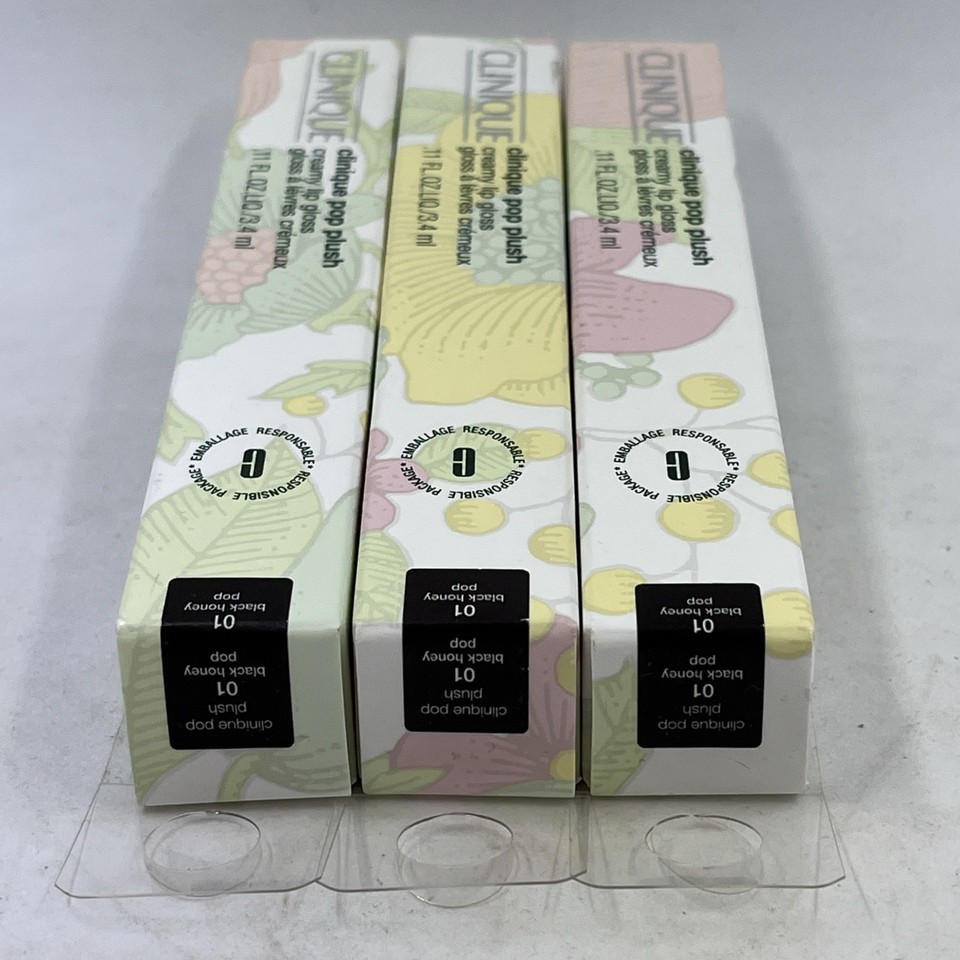 CLINIQUE
clinique pop plush
creamy lip gloss
gloss à lèvres crémeux
.11 FL.OZ.LIQ./3.4 ml
EMBALLAGE RESPONSABLE* RESPONSIBLE PACKAGE*
C
01
black honey
pop
clinique pop
plush
01
black honey
pop
CLINIQUE
clinique pop plush
creamy lip gloss
gloss à lèvres crémeux
.11 FL.OZ.LIQ./3.4 ml
EMBALLAGE RESPONSABLE* RESPONSIBLE PACKAGE*
C
01
black honey
pop
clinique pop
plush
01
black honey
pop
CLINIQUE
clinique pop plush
creamy lip gloss
gloss à lèvres crémeux
.11 FL.OZ.LIQ./3.4 ml
EMBALLAGE RESPONSABLE* RESPONSIBLE PACKAGE*
C
01
black honey
pop
clinique pop
plush
01
black honey
pop